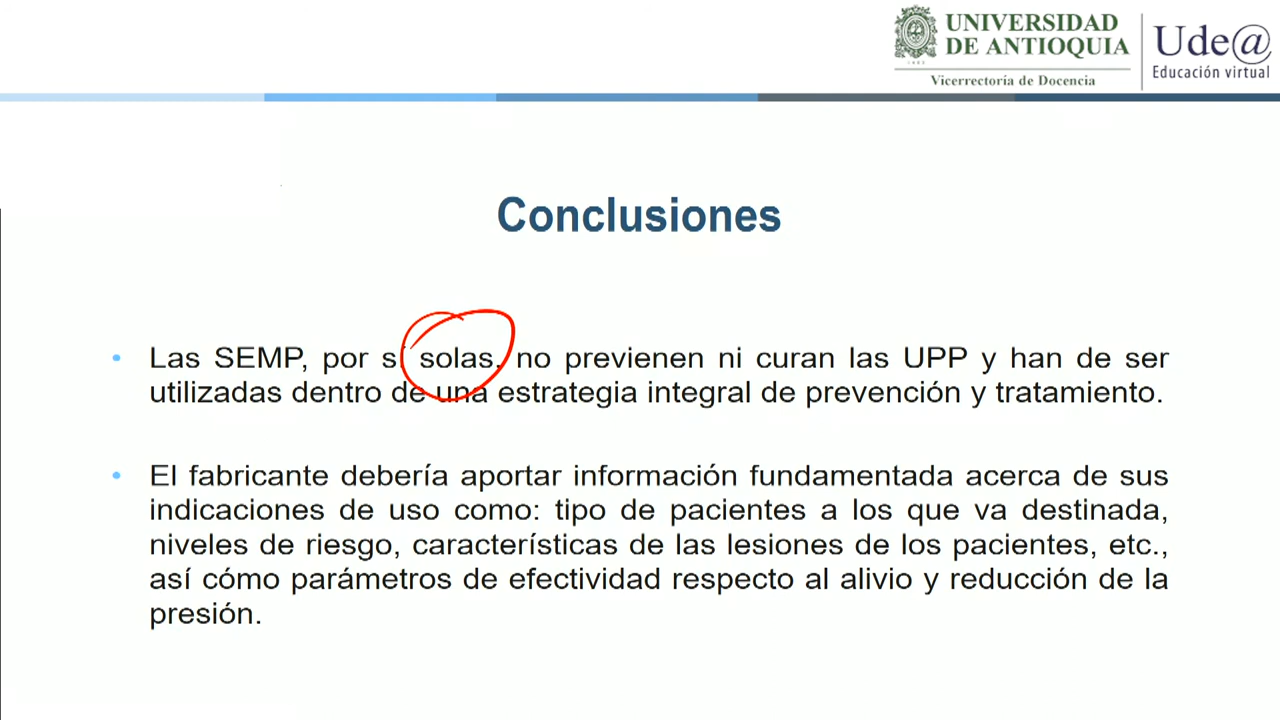 UNIVERSIDAD
DE ANTIOQUIA
Vicerrectoría de Docencia
Ude@
Educación virtual
Conclusiones
• Las SEMP, por sí solas, no previenen ni curan las UPP y han de ser
utilizadas dentro de una estrategia integral de prevención y tratamiento.
• El fabricante debería aportar información fundamentada acerca de sus
indicaciones de uso como: tipo de pacientes a los que va destinada,
niveles de riesgo, características de las lesiones de los pacientes, etc.,
así cómo parámetros de efectividad respecto al alivio y reducción de la
presión.